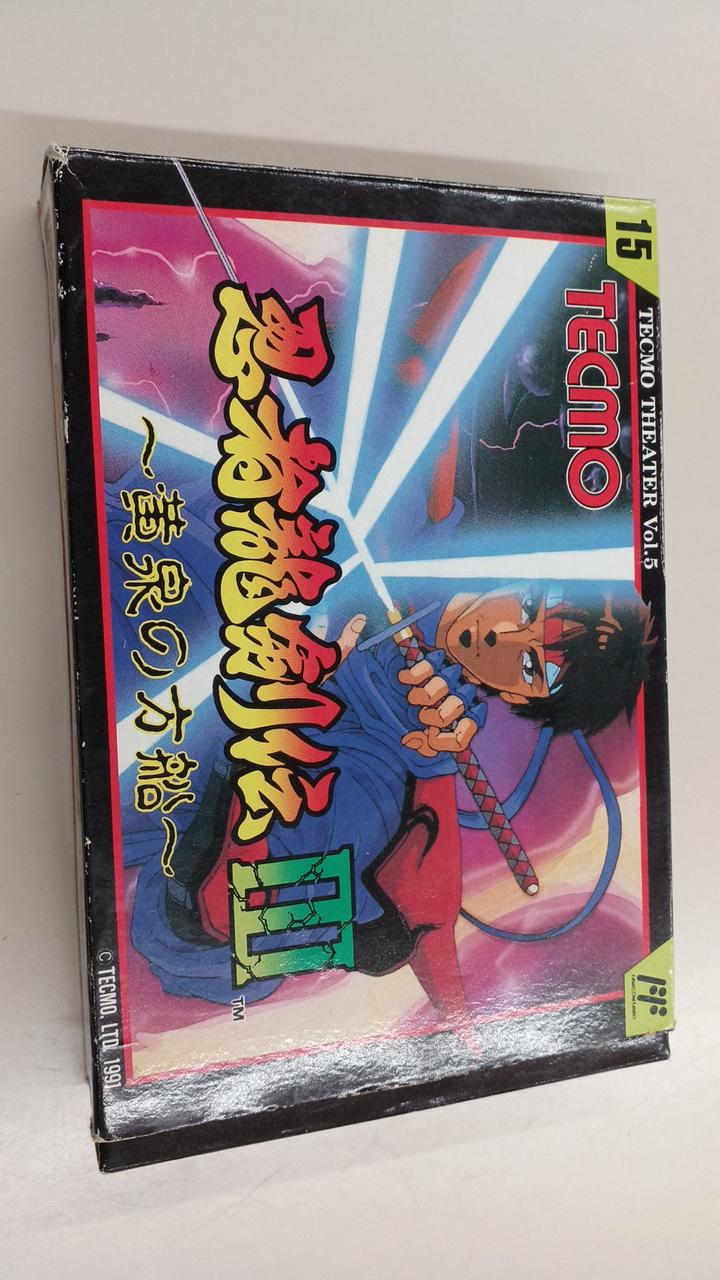 15
TECMO THEATER Vol.5
TECMO
忍者龍剣伝 III
TM
～黄泉の方船～
© TECMO, LTD. 1991